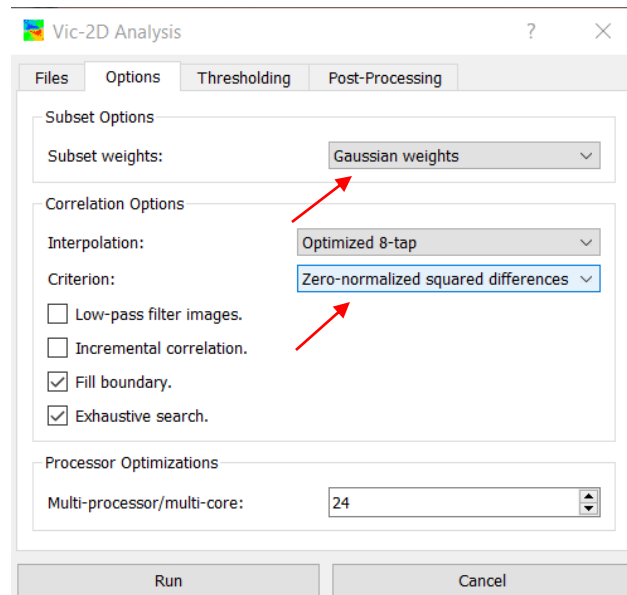 Vic-2D Analysis ?
Files Options Thresholding Post-Processing
Subset Options
Subset weights: Gaussian weights
Correlation Options
Interpolation: Optimized 8-tap
Criterion: Zero-normalized squared differences
Low-pass filter images.
Incremental correlation.
Fill boundary.
Exhaustive search.
Processor Optimizations
Multi-processor/multi-core: 24
Run Cancel